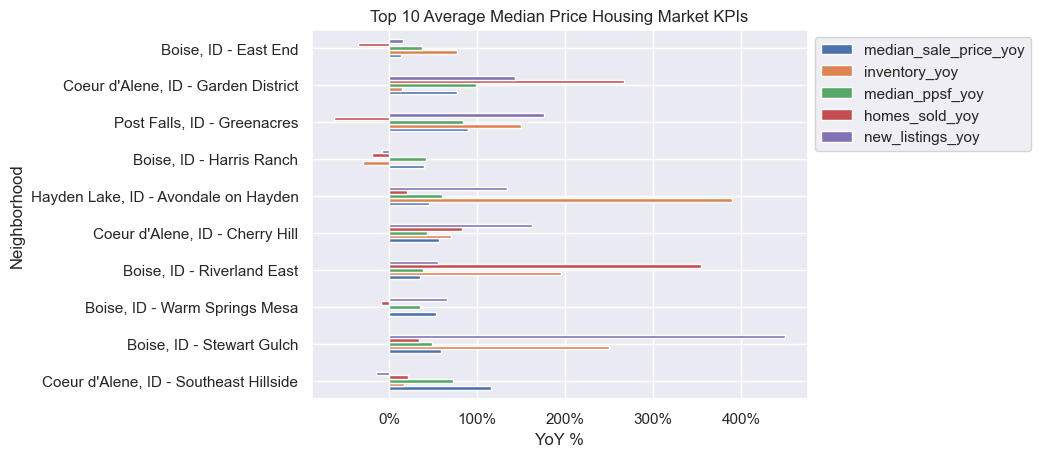 Top 10 Average Median Price Housing Market KPIs
Boise, ID - East End
Coeur d'Alene, ID - Garden District
Post Falls, ID - Greenacres
Boise, ID - Harris Ranch
Hayden Lake, ID - Avondale on Hayden
Coeur d'Alene, ID - Cherry Hill
Boise, ID - Riverland East
Boise, ID - Warm Springs Mesa
Boise, ID - Stewart Gulch
Coeur d'Alene, ID - Southeast Hillside
Neighborhood
0% 100% 200% 300% 400%
YoY %
median_sale_price_yoy
inventory_yoy
median_ppsf_yoy
homes_sold_yoy
new_listings_yoy